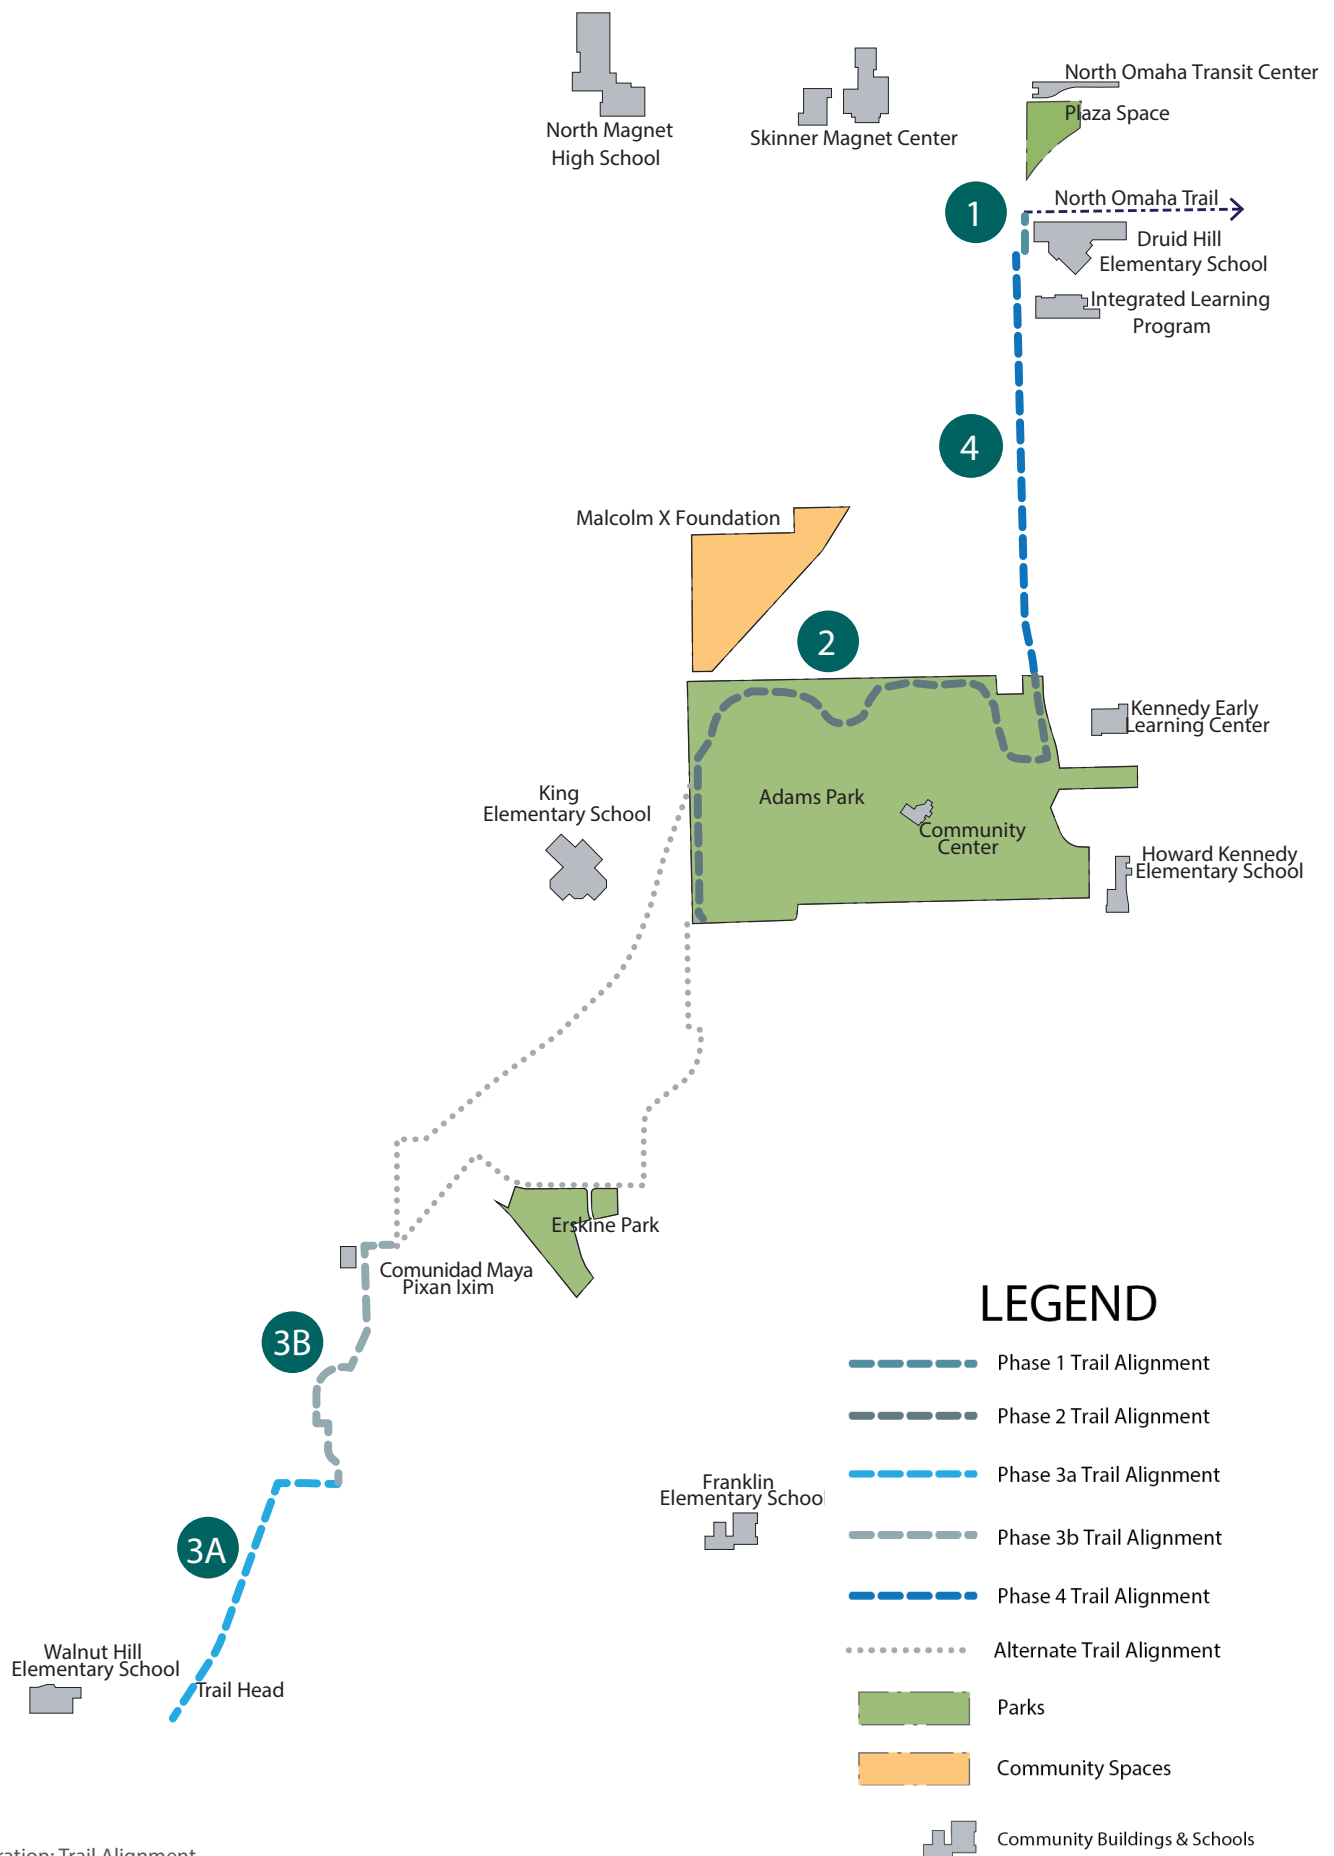 North Omaha Transit Center
Plaza Space
North Magnet
High School
Skinner Magnet Center
1
North Omaha Trail
Druid Hill
Elementary School
Integrated Learning
Program
4
Malcolm X Foundation
2
Kennedy Early
Learning Center
King
Elementary School
Adams Park
Community
Center
Howard Kennedy
Elementary School
Erskine Park
Comunidad Maya
Pixan Ixim
3B
3A
Franklin
Elementary School
Walnut Hill
Elementary School
Trail Head
LEGEND
Phase 1 Trail Alignment
Phase 2 Trail Alignment
Phase 3a Trail Alignment
Phase 3b Trail Alignment
Phase 4 Trail Alignment
Alternate Trail Alignment
Parks
Community Spaces
Community Buildings & Schools
Trail Alignment